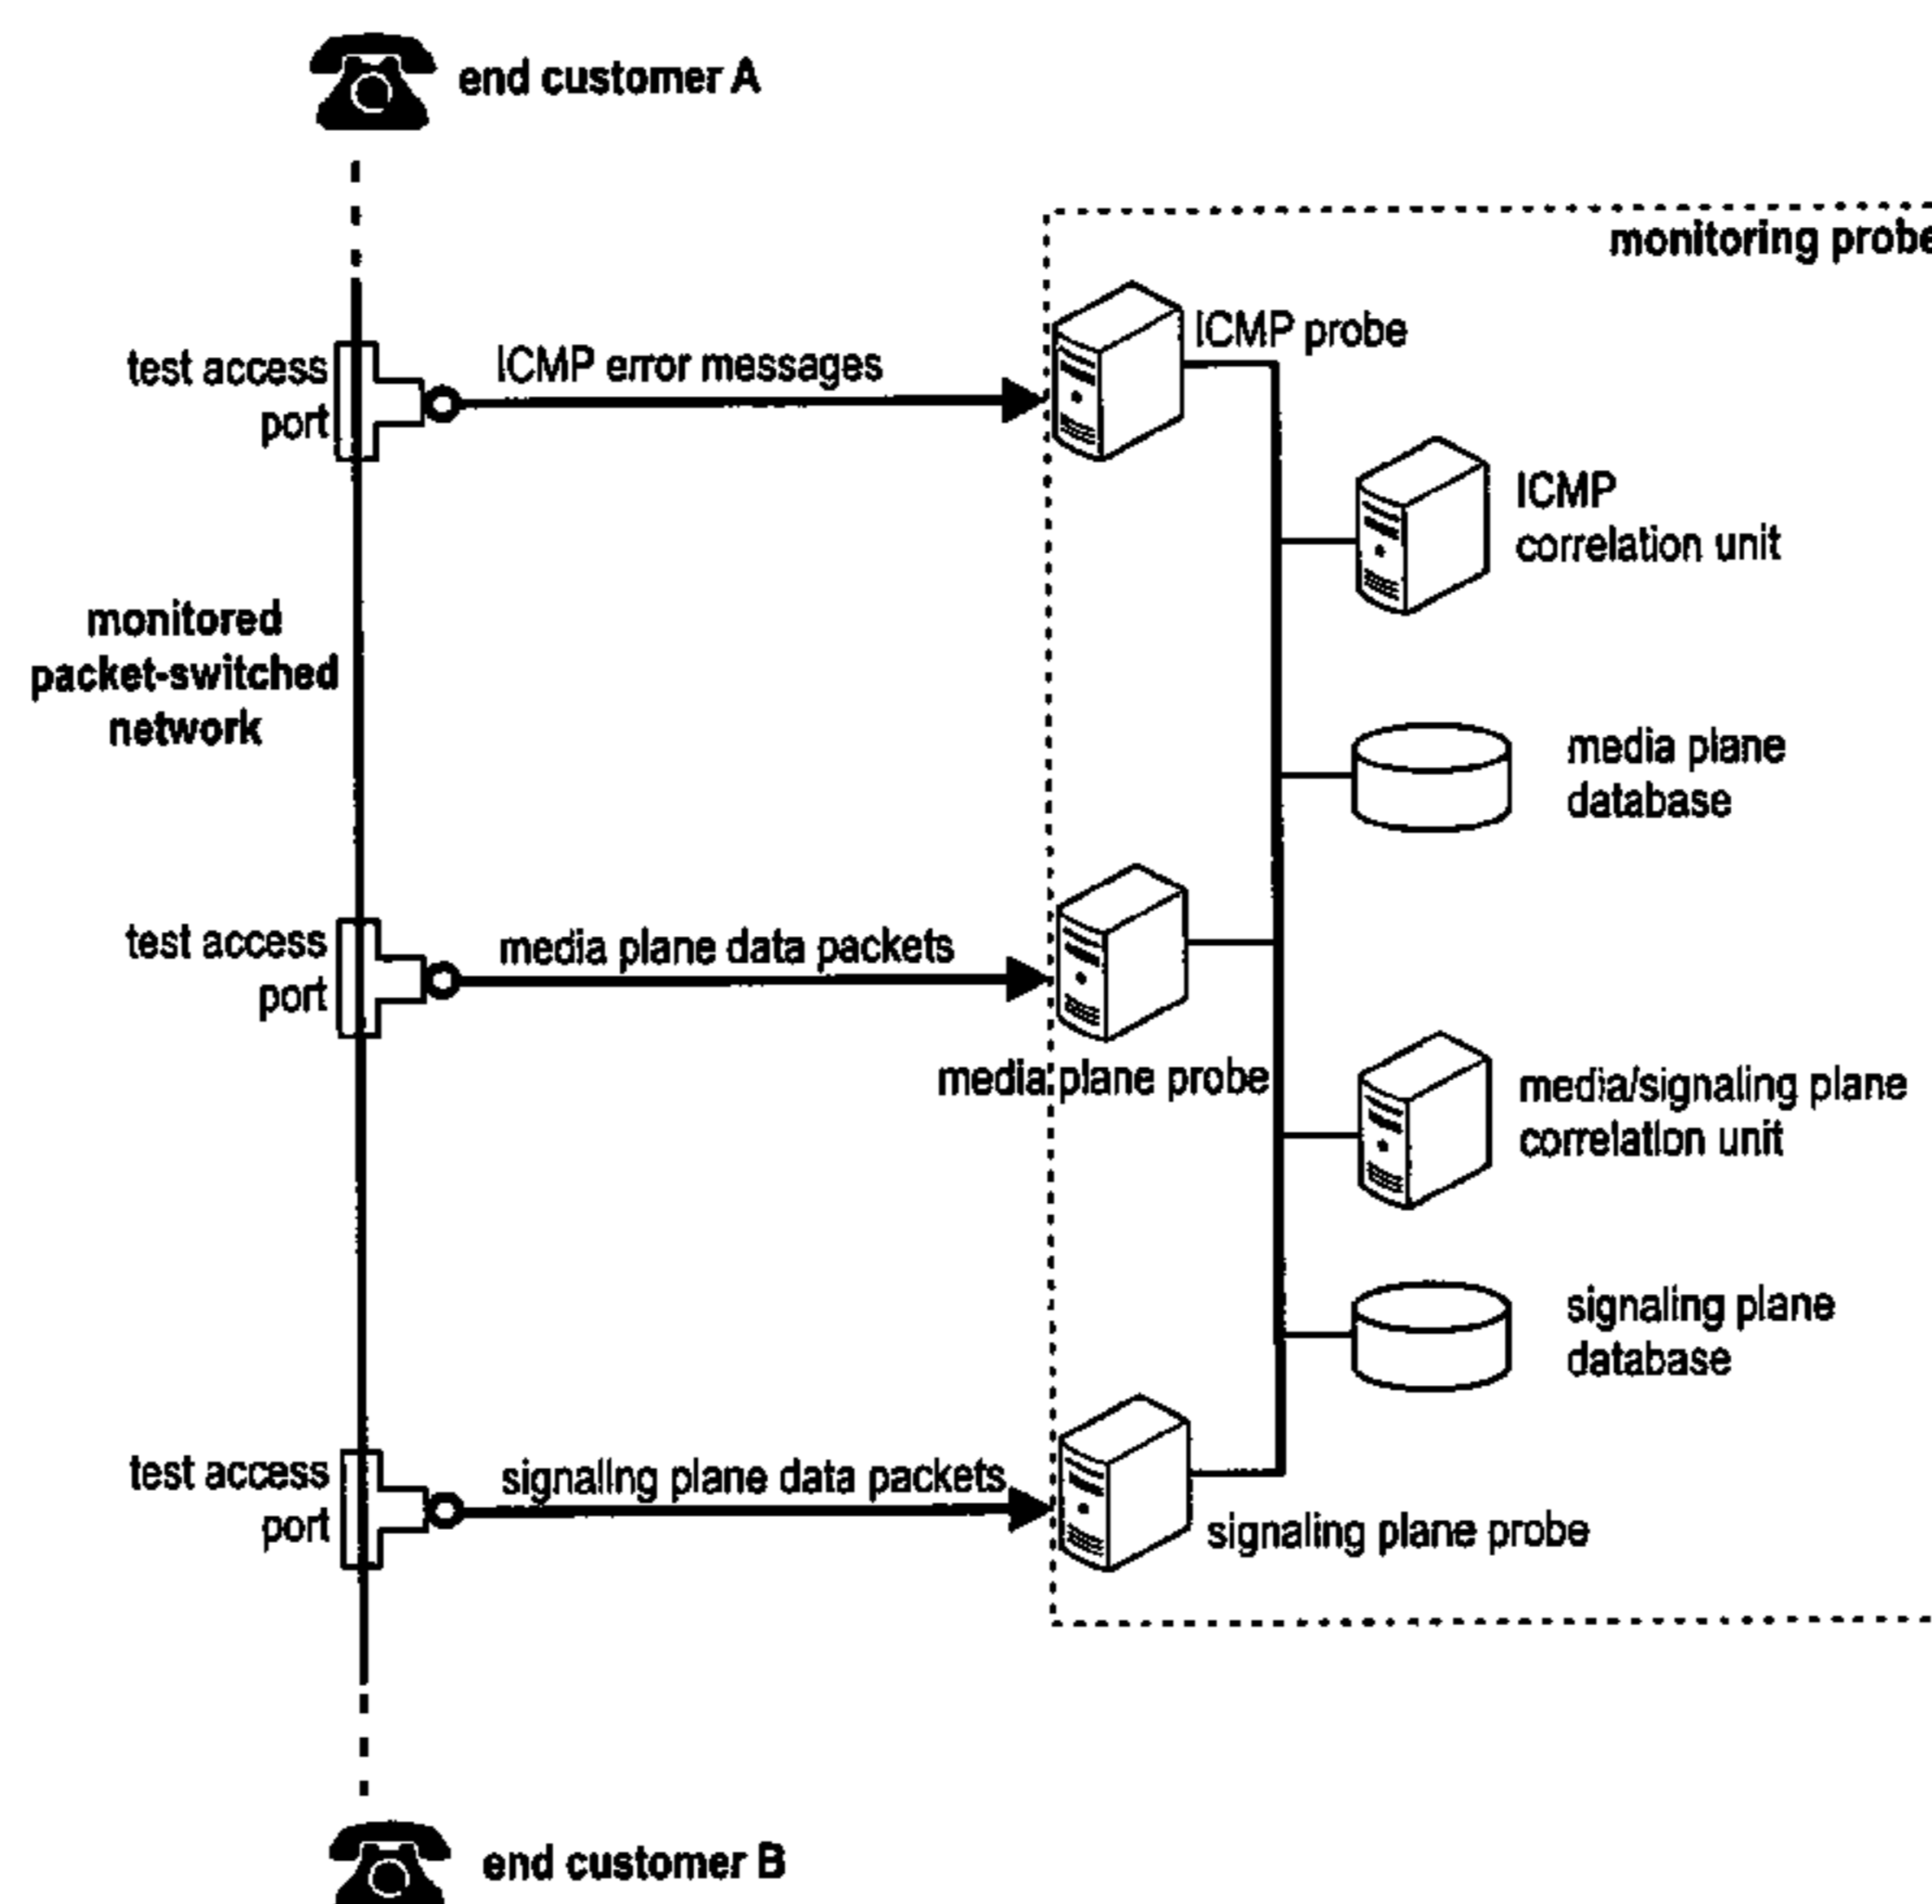 end customer A
monitoring probe
ICMP probe
test access
port
ICMP error messages
ICMP
correlation unit
monitored
packet-switched
network
media plane
database
test access
port
media plane data packets
media plane probe
media/signaling plane
correlation unit
signaling plane
database
test access
port
signaling plane data packets
signaling plane probe
end customer B